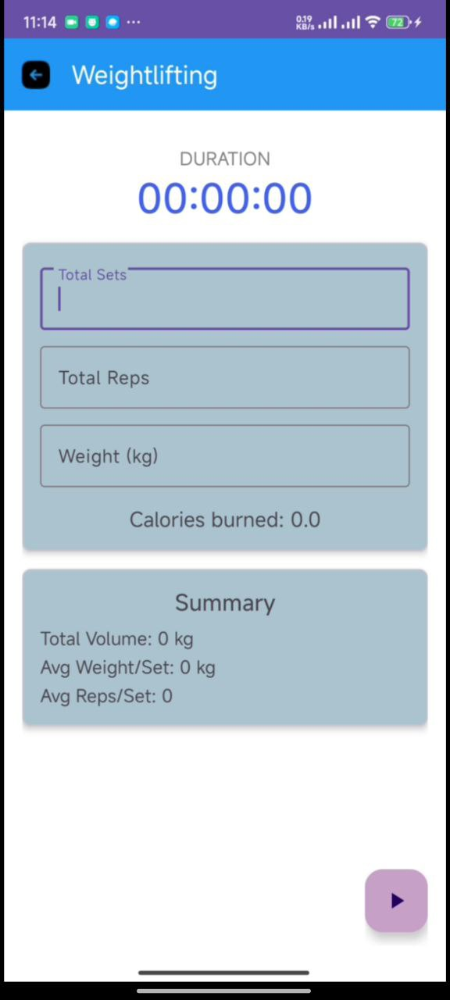 11:14 ... 0.19 KB/s 72
Weightlifting
DURATION
00:00:00
Total Sets
Total Reps
Weight (kg)
Calories burned: 0.0
Summary
Total Volume: 0 kg
Avg Weight/Set: 0 kg
Avg Reps/Set: 0